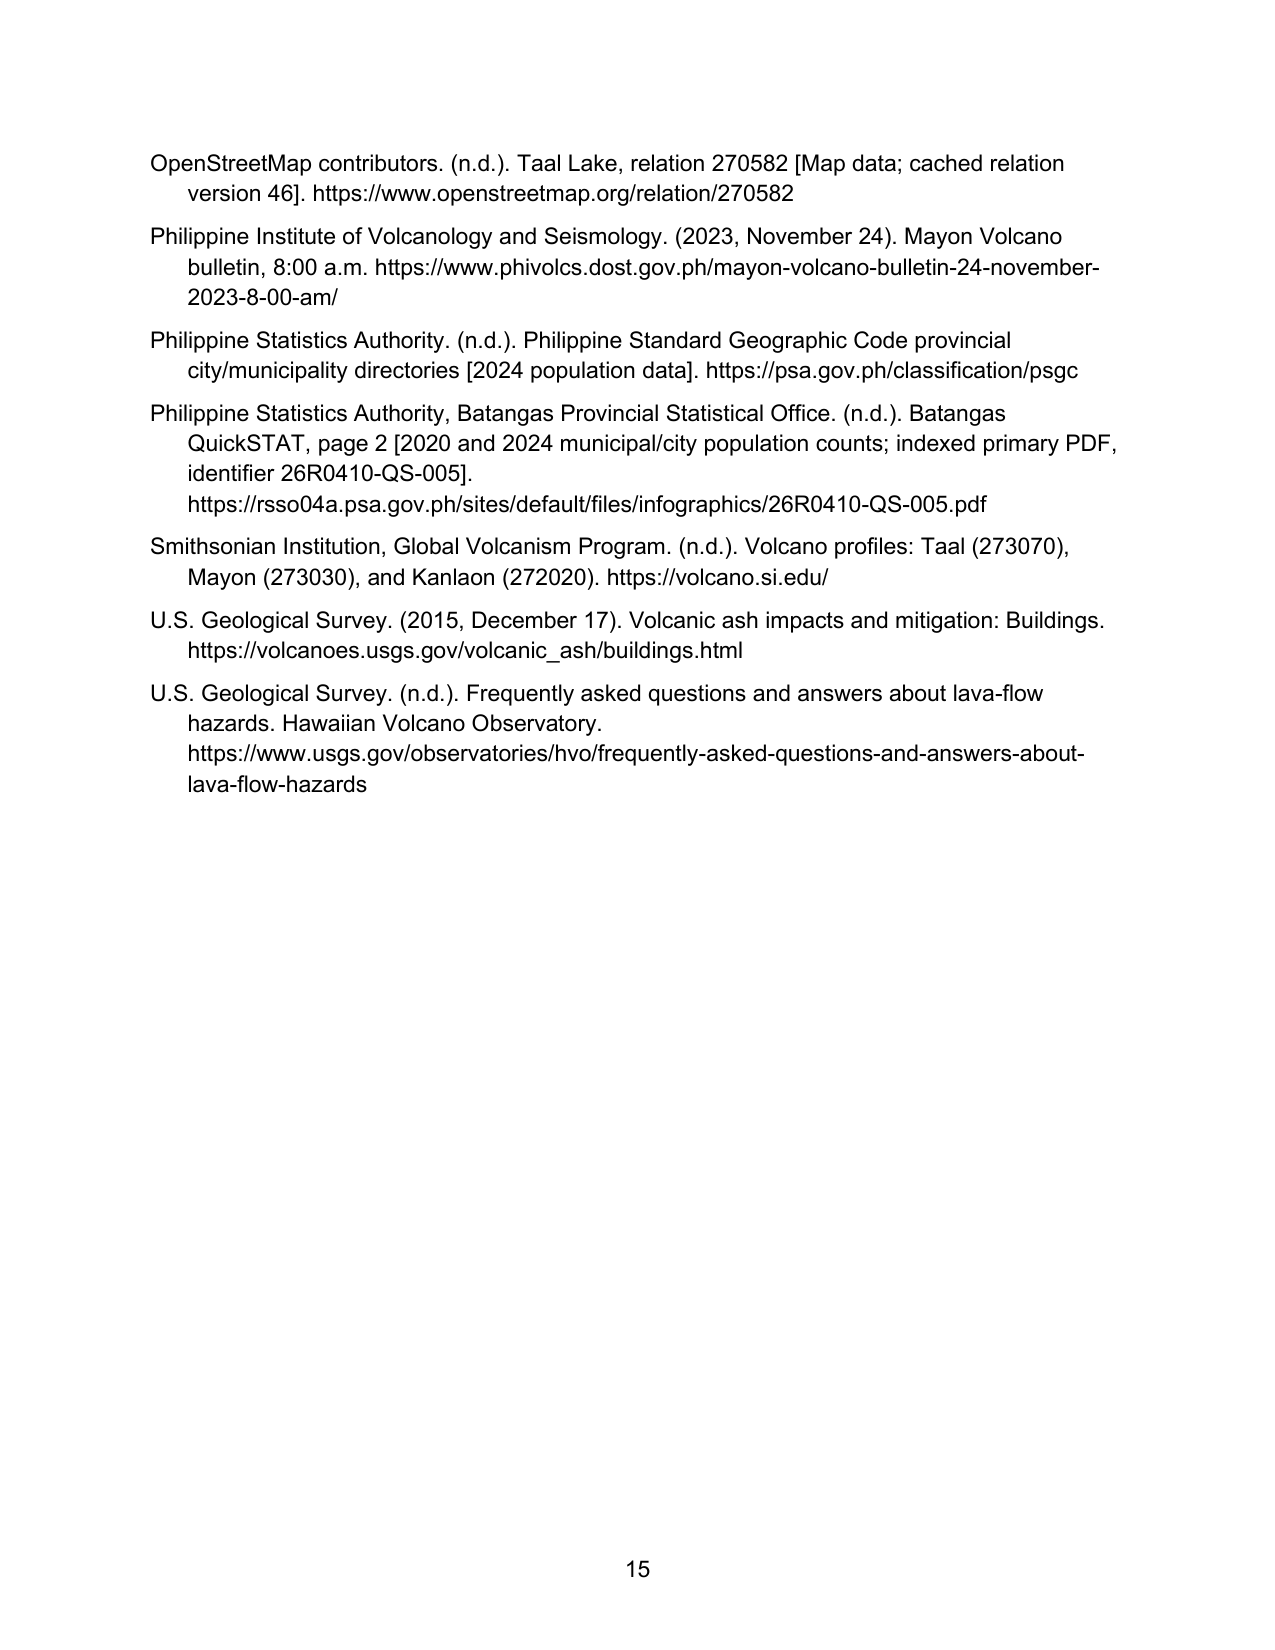 OpenStreetMap contributors. (n.d.). Taal Lake, relation 270582 [Map data; cached relation
version 46]. https://www.openstreetmap.org/relation/270582
Philippine Institute of Volcanology and Seismology. (2023, November 24). Mayon Volcano
bulletin, 8:00 a.m. https://www.phivolcs.dost.gov.ph/mayon-volcano-bulletin-24-november-
2023-8-00-am/
Philippine Statistics Authority. (n.d.). Philippine Standard Geographic Code provincial
city/municipality directories [2024 population data]. https://psa.gov.ph/classification/psgc
Philippine Statistics Authority, Batangas Provincial Statistical Office. (n.d.). Batangas
QuickSTAT, page 2 [2020 and 2024 municipal/city population counts; indexed primary PDF,
identifier 26R0410-QS-005].
https://rsso04a.psa.gov.ph/sites/default/files/infographics/26R0410-QS-005.pdf
Smithsonian Institution, Global Volcanism Program. (n.d.). Volcano profiles: Taal (273070),
Mayon (273030), and Kanlaon (272020). https://volcano.si.edu/
U.S. Geological Survey. (2015, December 17). Volcanic ash impacts and mitigation: Buildings.
https://volcanoes.usgs.gov/volcanic_ash/buildings.html
U.S. Geological Survey. (n.d.). Frequently asked questions and answers about lava-flow
hazards. Hawaiian Volcano Observatory.
https://www.usgs.gov/observatories/hvo/frequently-asked-questions-and-answers-about-
lava-flow-hazards
15